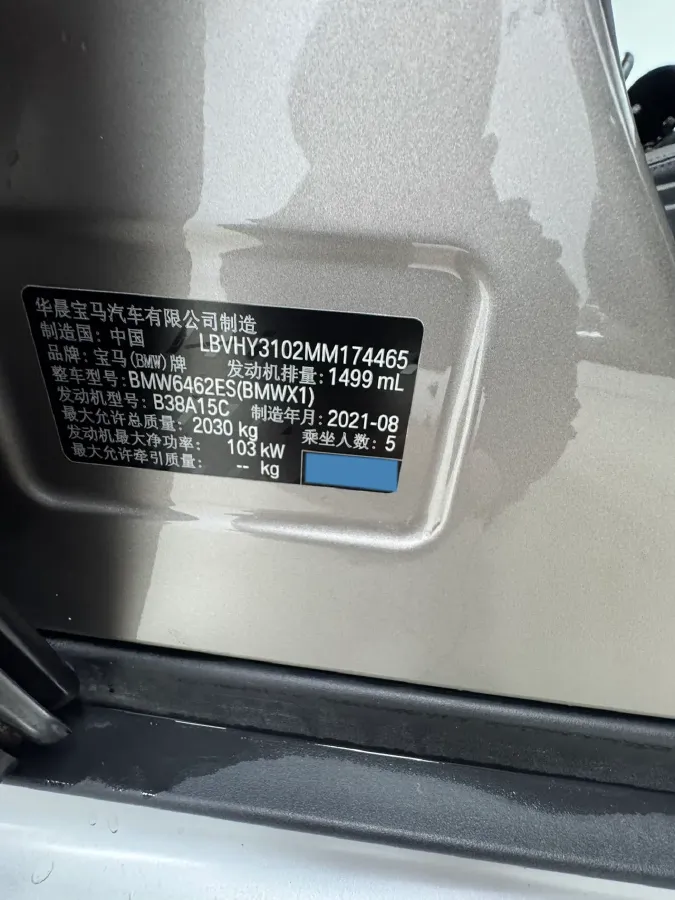 华晨宝马汽车有限公司制造
制造国: 中国 LBVHY3102MM174465
品牌: 宝马(BMW)牌 发动机排量: 1499 mL
整车型号: BMW6462ES(BMWX1)
发动机型号: B38A15C 制造年月: 2021-08
最大允许总质量: 2030 kg 乘坐人数: 5
发动机最大净功率: 103 kW
最大允许牵引质量: -- kg